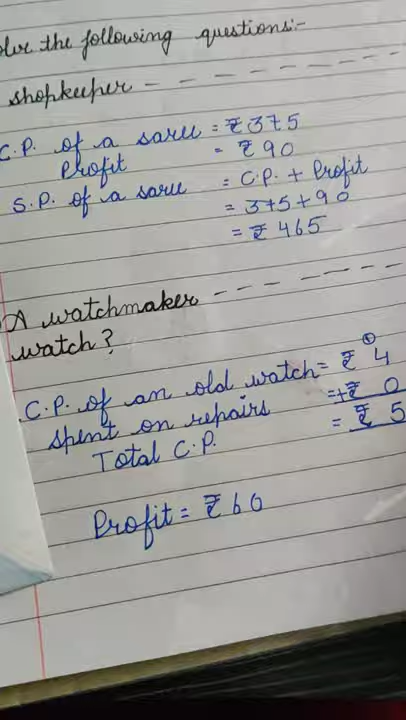 olve the following questions:-
shopkeeper - - - - - - - - -
C.P. of a saree = ₹375
Profit = ₹90
S.P. of a saree = C.P. + Profit
= 375+90
= ₹465
A watchmaker - - - - - - - -
watch?
C.P. of an old watch = ₹ 4
spent on repairs =+₹ 0
Total C.P. = ₹ 5
Profit = ₹60